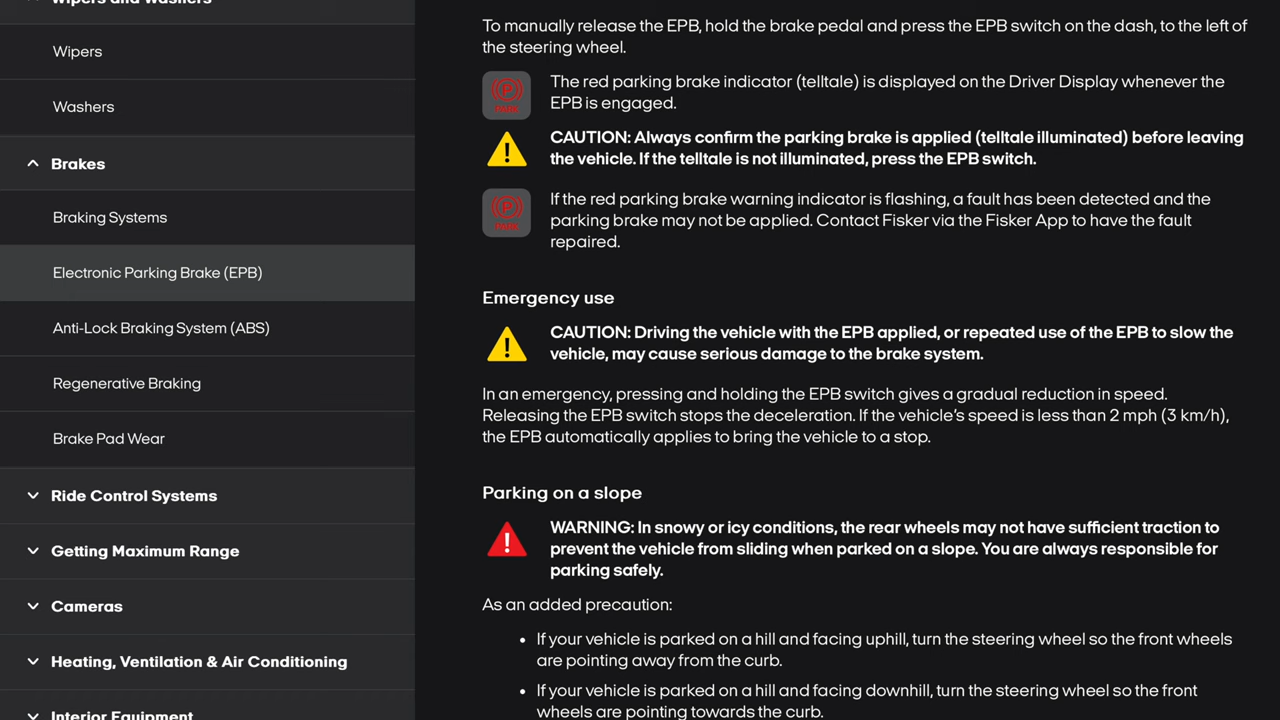 Wipers and Washers
Wipers
Washers
Brakes
Braking Systems
Electronic Parking Brake (EPB)
Anti-Lock Braking System (ABS)
Regenerative Braking
Brake Pad Wear
Ride Control Systems
Getting Maximum Range
Cameras
Heating, Ventilation & Air Conditioning
Interior Equipment
To manually release the EPB, hold the brake pedal and press the EPB switch on the dash, to the left of
the steering wheel.
The red parking brake indicator (telltale) is displayed on the Driver Display whenever the
EPB is engaged.
CAUTION: Always confirm the parking brake is applied (telltale illuminated) before leaving
the vehicle. If the telltale is not illuminated, press the EPB switch.
If the red parking brake warning indicator is flashing, a fault has been detected and the
parking brake may not be applied. Contact Fisker via the Fisker App to have the fault
repaired.
Emergency use
CAUTION: Driving the vehicle with the EPB applied, or repeated use of the EPB to slow the
vehicle, may cause serious damage to the brake system.
In an emergency, pressing and holding the EPB switch gives a gradual reduction in speed.
Releasing the EPB switch stops the deceleration. If the vehicle's speed is less than 2 mph (3 km/h),
the EPB automatically applies to bring the vehicle to a stop.
Parking on a slope
WARNING: In snowy or icy conditions, the rear wheels may not have sufficient traction to
prevent the vehicle from sliding when parked on a slope. You are always responsible for
parking safely.
As an added precaution:
• If your vehicle is parked on a hill and facing uphill, turn the steering wheel so the front wheels
are pointing away from the curb.
• If your vehicle is parked on a hill and facing downhill, turn the steering wheel so the front
wheels are pointing towards the curb.